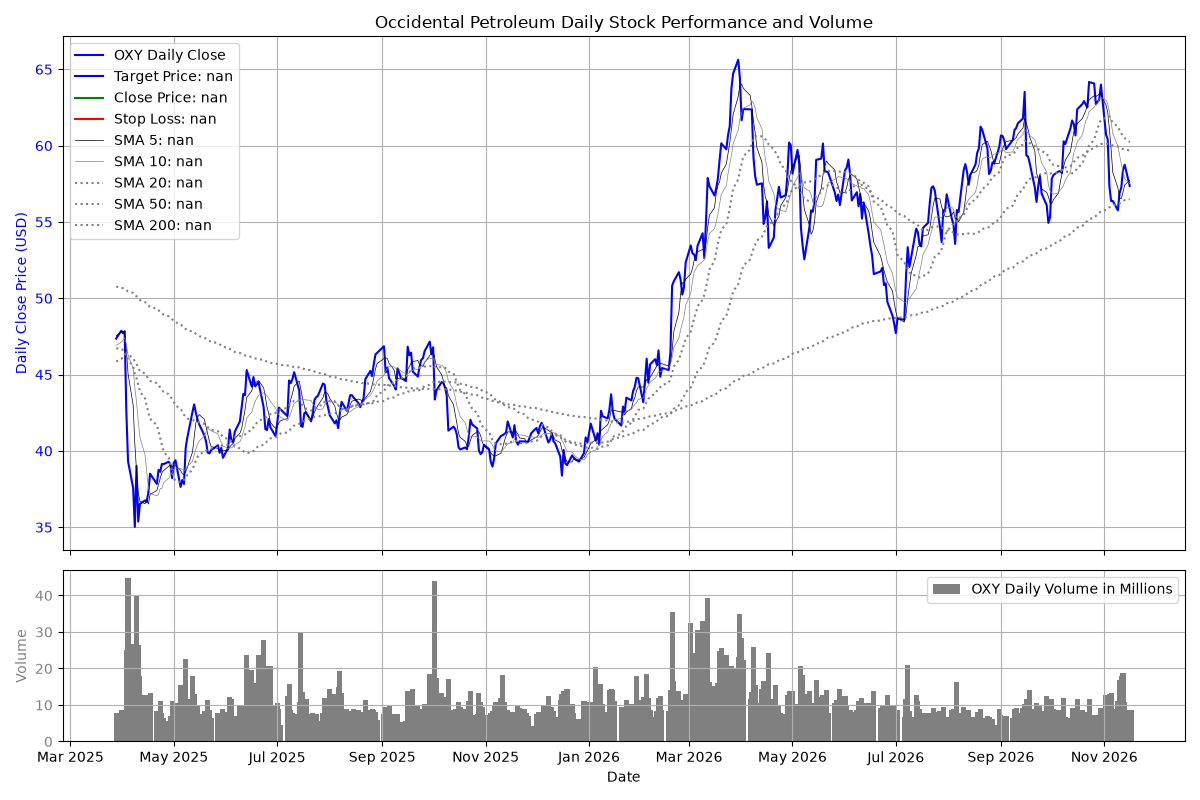 Occidental Petroleum Daily Stock Performance and Volume
OXY Daily Close
Target Price: nan
Close Price: nan
Stop Loss: nan
SMA 5: nan
SMA 10: nan
SMA 20: nan
SMA 50: nan
SMA 200: nan
Daily Close Price (USD)
65
60
55
50
45
40
35
OXY Daily Volume in Millions
Volume
40
30
20
10
0
Mar 2025 May 2025 Jul 2025 Sep 2025 Nov 2025 Jan 2026 Mar 2026 May 2026 Jul 2026 Sep 2026 Nov 2026
Date